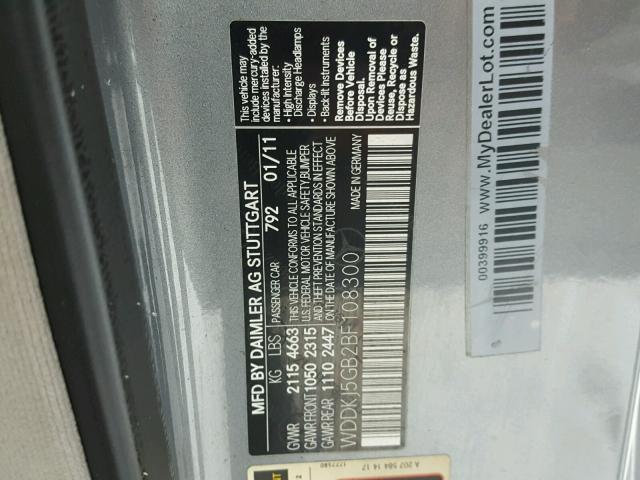 MFD BY DAIMLER AG STUTTGART
KG LBS PASSENGER CAR 792 01/11
GVWR 2115 4663 THIS VEHICLE CONFORMS TO ALL APPLICABLE
GAWR FRONT 1050 2315 U.S. FEDERAL MOTOR VEHICLE SAFETY, BUMPER
AND THEFT PREVENTION STANDARDS IN EFFECT
GAWR REAR 1110 2447 ON THE DATE OF MANUFACTURE SHOWN ABOVE
WDDKJ5GB2BF108300 MADE IN GERMANY
This vehicle may
include mercury-added
devices installed by the
manufacturer:
• High Intensity
Discharge Headlamps
• Displays
• Back-lit Instruments
Remove Devices
Before Vehicle
Disposal.
Upon Removal of
Devices Please
Reuse, Recycle or
Dispose as
Hazardous Waste.
www.MyDealerLot.com
00399916
A 207 584 14 17